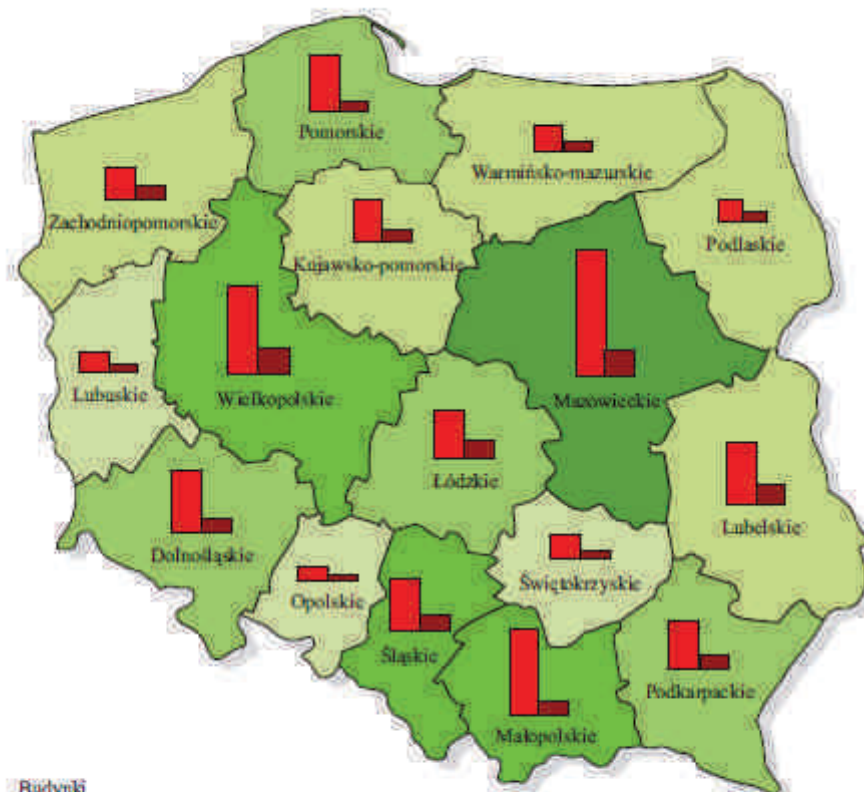 Pomorskie
Warmińsko-mazurskie
Zachodniopomorskie
Podlaskie
Kujawsko-pomorskie
Lubuskie
Wielkopolskie
Mazowieckie
Łódzkie
Lubelskie
Dolnośląskie
Opolskie
Świętokrzyskie
Śląskie
Podkarpackie
Małopolskie
Budynki